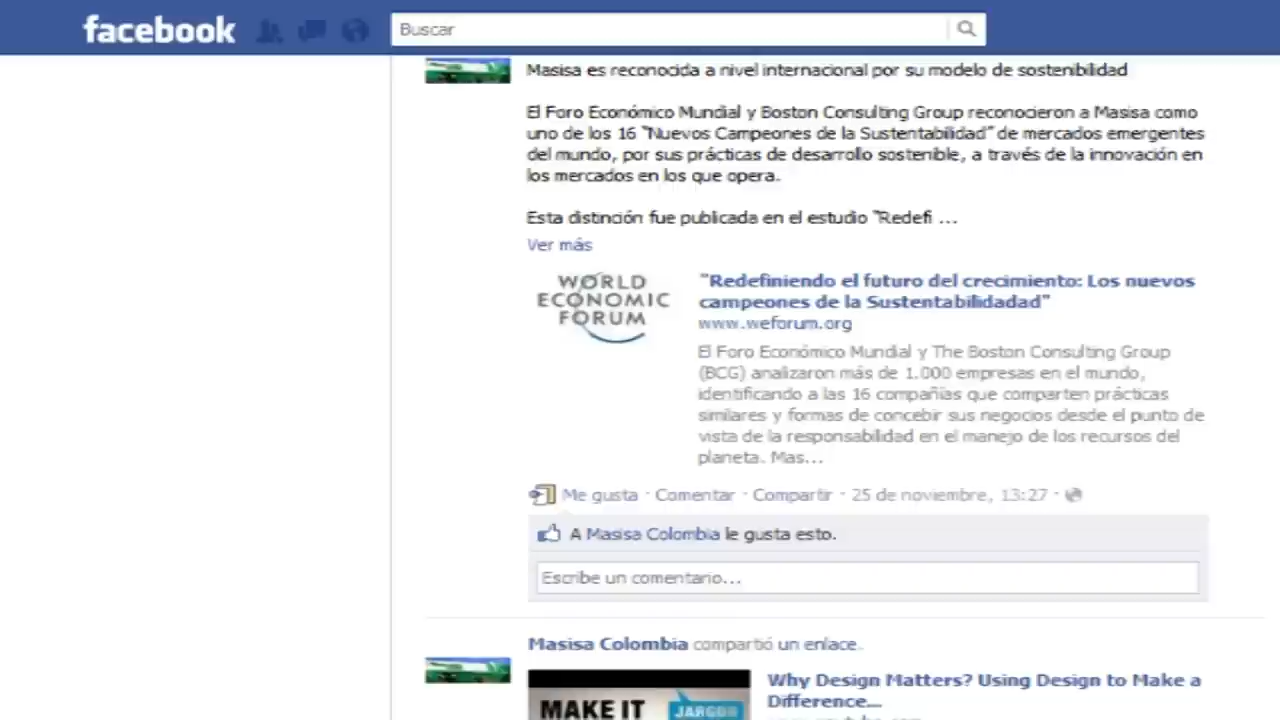 facebook
Buscar
Masisa es reconocida a nivel internacional por su modelo de sostenibilidad
El Foro Económico Mundial y Boston Consulting Group reconocieron a Masisa como
uno de los 16 "Nuevos Campeones de la Sustentabilidad" de mercados emergentes
del mundo, por sus prácticas de desarrollo sostenible, a través de la innovación en
los mercados en los que opera.
Esta distinción fue publicada en el estudio "Redefi ...
Ver más
WORLD
ECONOMIC
FORUM
"Redefiniendo el futuro del crecimiento: Los nuevos
campeones de la Sustentabilidadad"
www.weforum.org
El Foro Económico Mundial y The Boston Consulting Group
(BCG) analizaron más de 1.000 empresas en el mundo,
identificando a las 16 compañías que comparten prácticas
similares y formas de concebir sus negocios desde el punto de
vista de la responsabilidad en el manejo de los recursos del
planeta. Mas...
Me gusta · Comentar · Compartir · 25 de noviembre, 13:27 ·
A Masisa Colombia le gusta esto.
Escribe un comentario...
Masisa Colombia compartió un enlace.
Why Design Matters? Using Design to Make a
Difference...
MAKE IT
JARGON